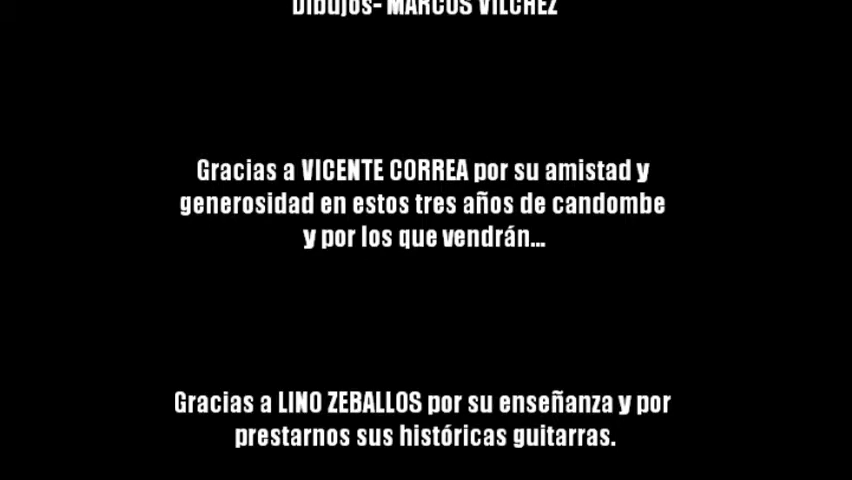 Dibujos- MARCOS VILCHEZ
Gracias a VICENTE CORREA por su amistad y
generosidad en estos tres años de candombe
y por los que vendrán...
Gracias a LINO ZEBALLOS por su enseñanza y por
prestarnos sus históricas guitarras.